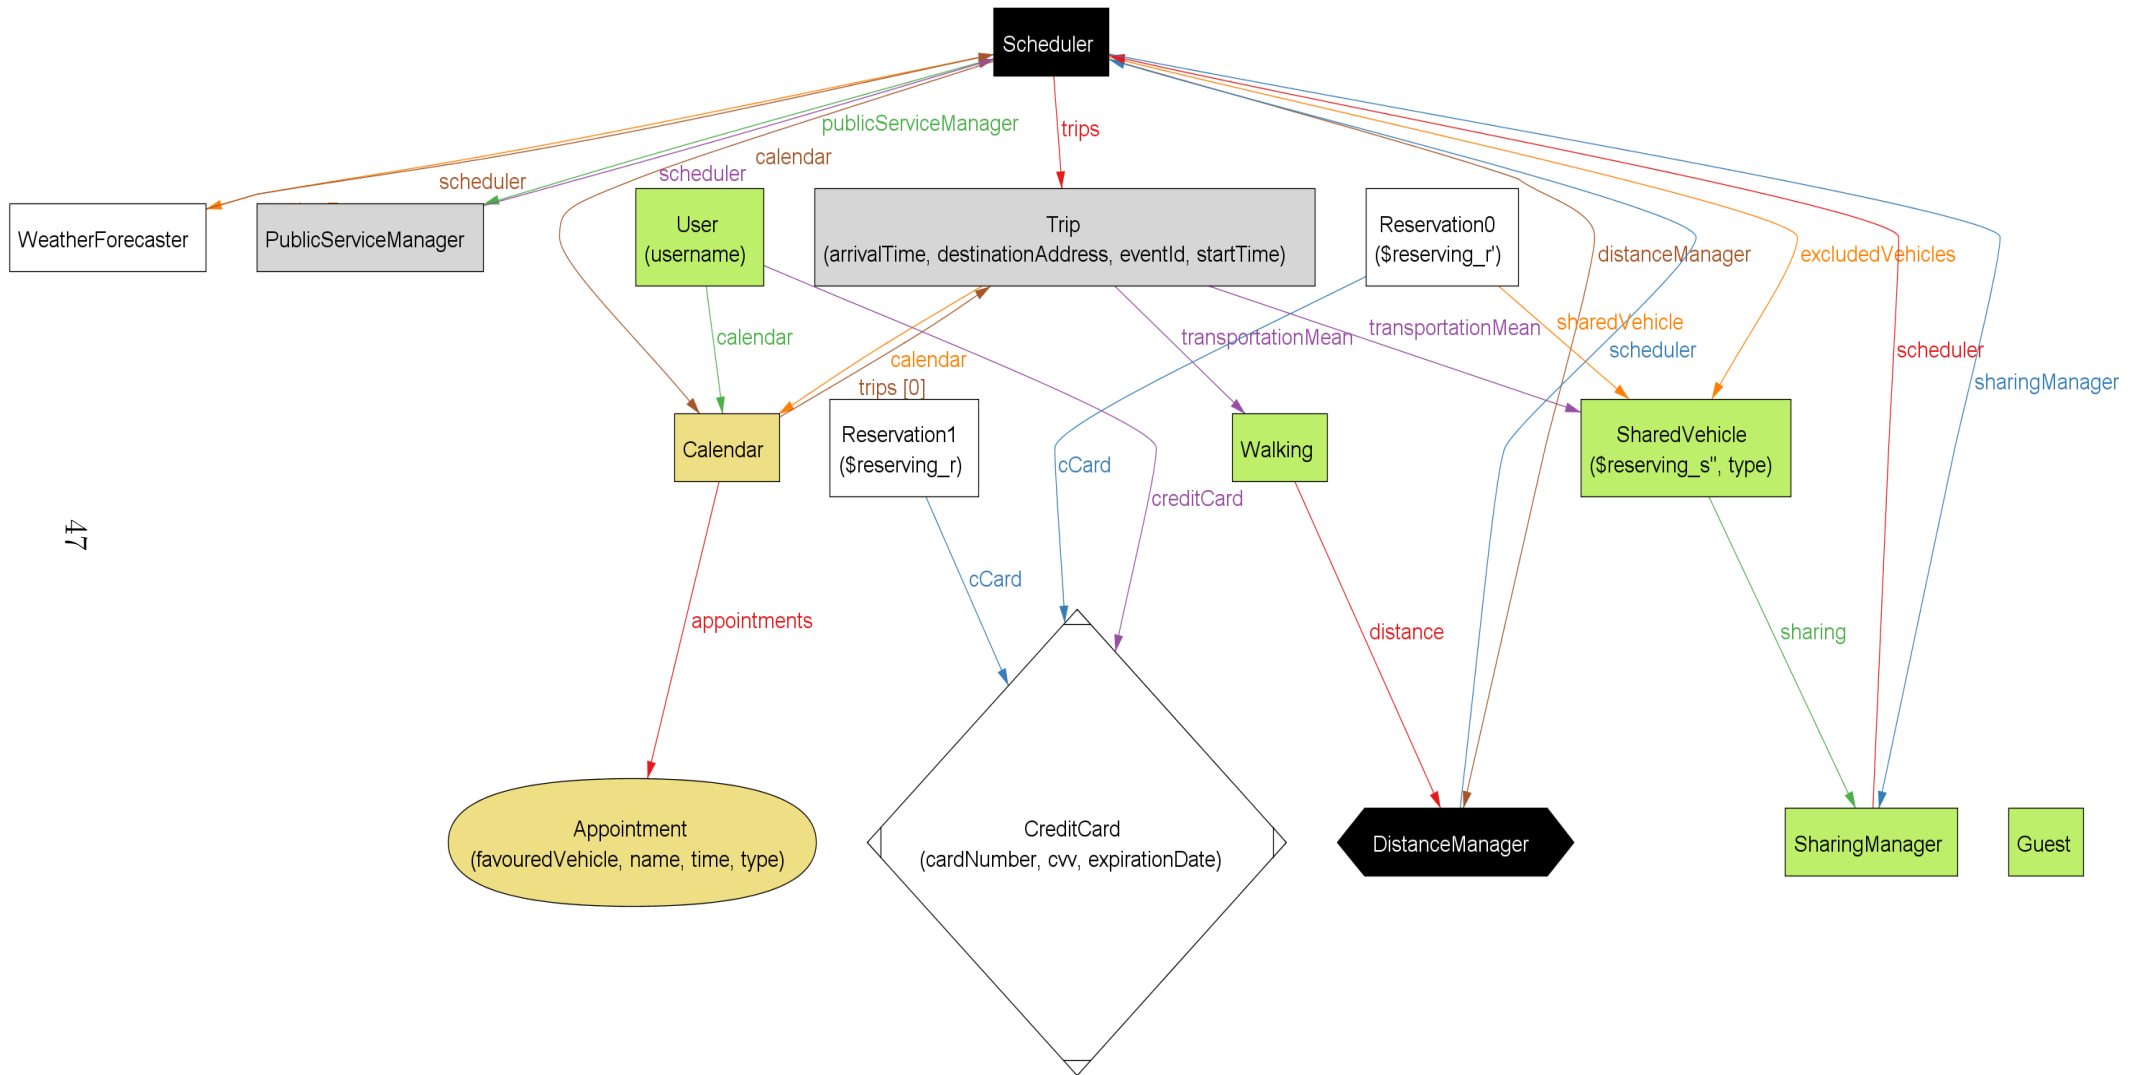 Scheduler
publicServiceManager
trips
calendar
scheduler
scheduler
WeatherForecaster
PublicServiceManager
User
(username)
Trip
(arrivalTime, destinationAddress, eventId, startTime)
Reservation0
($reserving_r')
distanceManager
excludedVehicles
calendar
calendar
transportationMean
transportationMean
sharedVehicle
scheduler
scheduler
sharingManager
trips [0]
Calendar
Reservation1
($reserving_r)
cCard
Walking
SharedVehicle
($reserving_s", type)
creditCard
47
cCard
appointments
distance
sharing
Appointment
(favouredVehicle, name, time, type)
CreditCard
(cardNumber, cvv, expirationDate)
DistanceManager
SharingManager
Guest